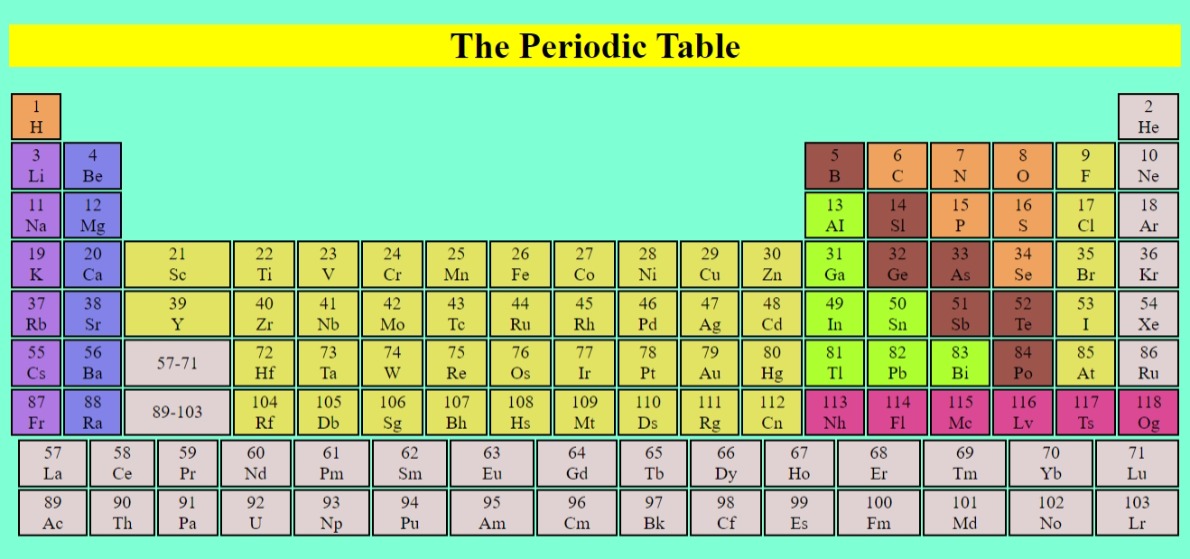 The Periodic Table
1 2
H He
3 4 5 6 7 8 9 10
Li Be B C N O F Ne
11 12 13 14 15 16 17 18
Na Mg AI Sl P S Cl Ar
19 20 21 22 23 24 25 26 27 28 29 30 31 32 33 34 35 36
K Ca Sc Ti V Cr Mn Fe Co Ni Cu Zn Ga Ge As Se Br Kr
37 38 39 40 41 42 43 44 45 46 47 48 49 50 51 52 53 54
Rb Sr Y Zr Nb Mo Tc Ru Rh Pd Ag Cd In Sn Sb Te I Xe
55 56 57-71 72 73 74 75 76 77 78 79 80 81 82 83 84 85 86
Cs Ba Hf Ta W Re Os Ir Pt Au Hg Tl Pb Bi Po At Ru
87 88 89-103 104 105 106 107 108 109 110 111 112 113 114 115 116 117 118
Fr Ra Rf Db Sg Bh Hs Mt Ds Rg Cn Nh Fl Mc Lv Ts Og
57 58 59 60 61 62 63 64 65 66 67 68 69 70 71
La Ce Pr Nd Pm Sm Eu Gd Tb Dy Ho Er Tm Yb Lu
89 90 91 92 93 94 95 96 97 98 99 100 101 102 103
Ac Th Pa U Np Pu Am Cm Bk Cf Es Fm Md No Lr